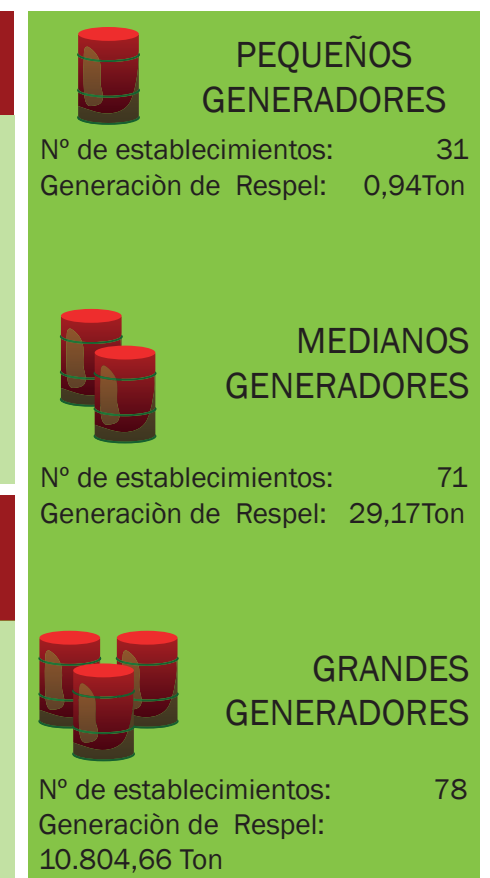 PEQUEÑOS
GENERADORES
Nº de establecimientos: 31
Generaciòn de Respel: 0,94Ton
MEDIANOS
GENERADORES
Nº de establecimientos: 71
Generaciòn de Respel: 29,17Ton
GRANDES
GENERADORES
Nº de establecimientos: 78
Generaciòn de Respel:
10.804,66 Ton